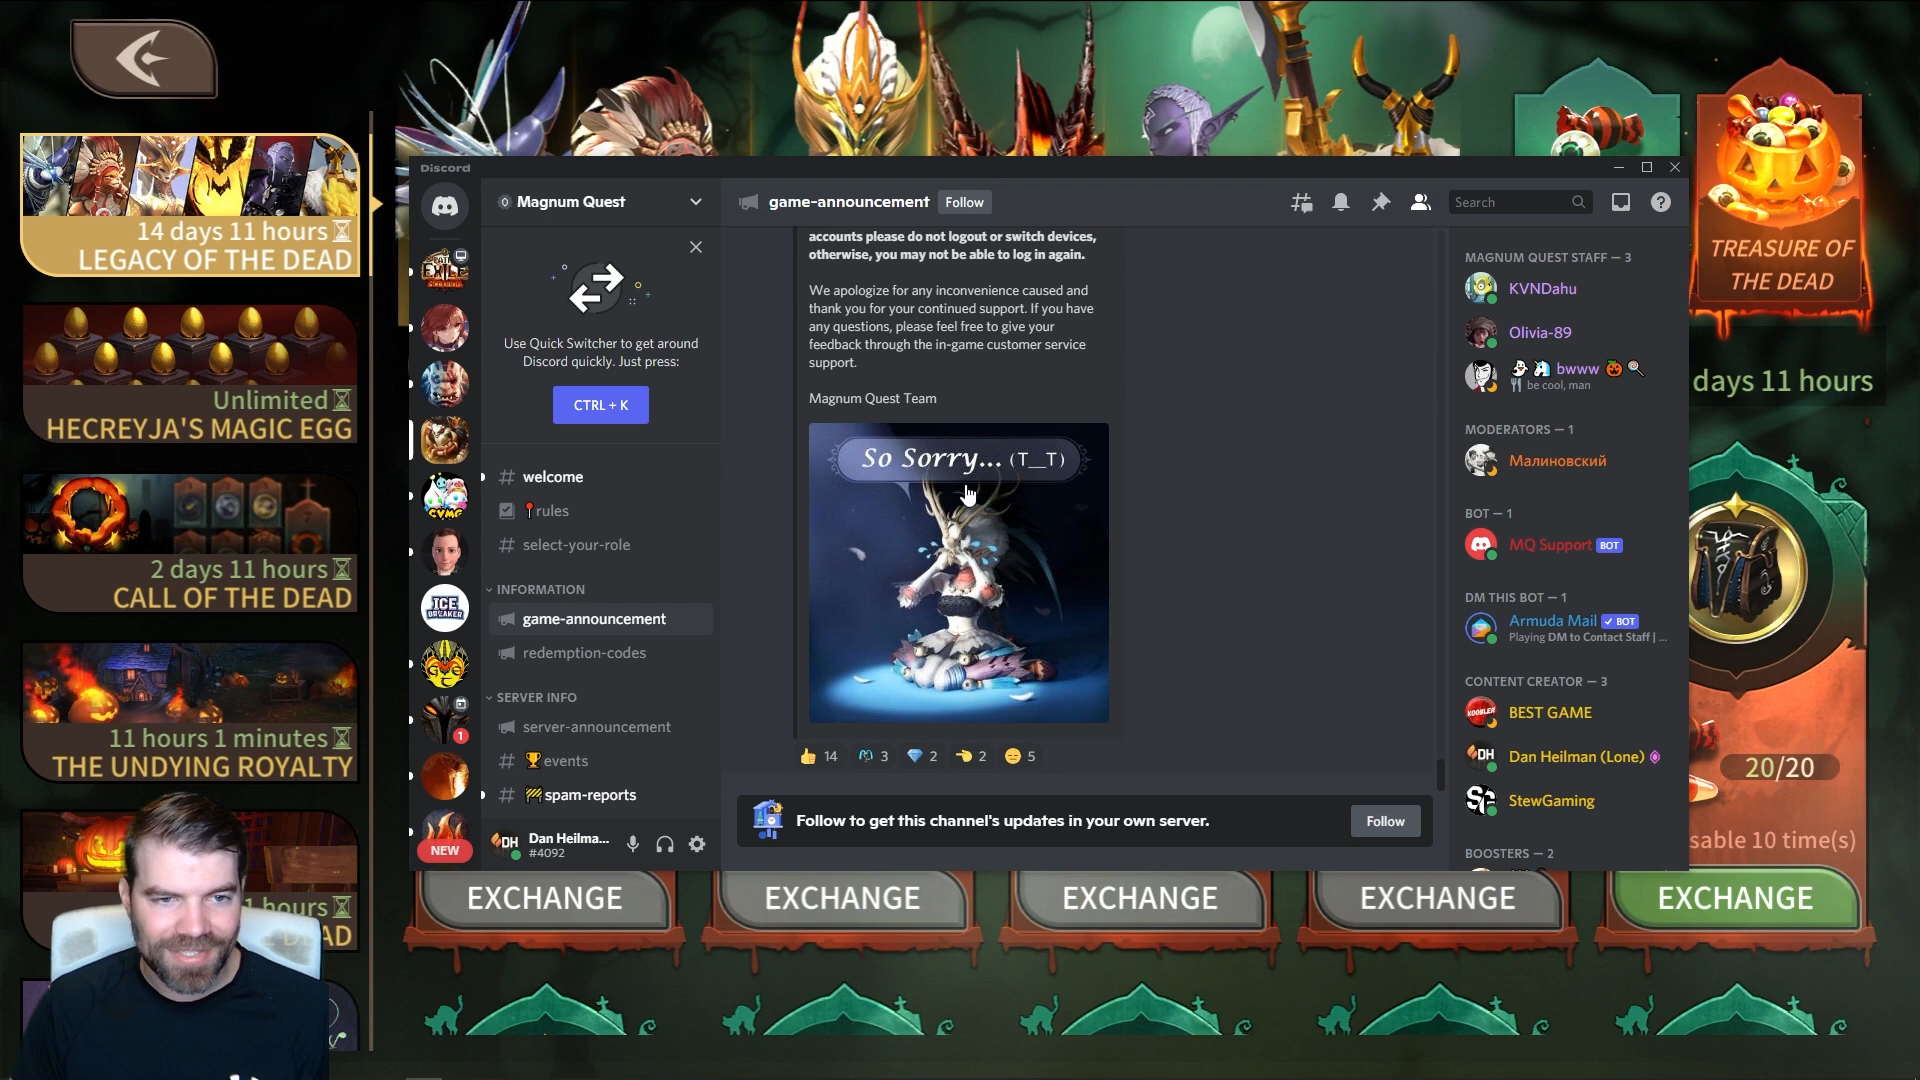 14 days 11 hours
LEGACY OF THE DEAD
Unlimited
HECREYJA'S MAGIC EGG
2 days 11 hours
CALL OF THE DEAD
11 hours 1 minutes
THE UNDYING ROYALTY
1 hours
DEAD
Discord
NEW
1
ICE
BREAKER
Magnum Quest
Use Quick Switcher to get around
Discord quickly. Just press:
CTRL + K
# welcome
📍rules
# select-your-role
INFORMATION
game-announcement
redemption-codes
SERVER INFO
server-announcement
# 🏆events
# 🚧spam-reports
DH
Dan Heilma...
#4092
game-announcement
Follow
Search
accounts please do not logout or switch devices,
otherwise, you may not be able to log in again.
We apologize for any inconvenience caused and
thank you for your continued support. If you have
any questions, please feel free to give your
feedback through the in-game customer service
support.
Magnum Quest Team
So Sorry... (T__T)
👍 14
3
💎 2
2
😑 5
Follow to get this channel's updates in your own server.
Follow
MAGNUM QUEST STAFF — 3
KVNDahu
Olivia-89
👻 🦄 bwww 🎃 🍭
🍴 be cool, man
MODERATORS — 1
Малиновский
BOT — 1
MQ Support BOT
DM THIS BOT — 1
Armuda Mail ✓ BOT
Playing DM to Contact Staff | ...
CONTENT CREATOR — 3
KOOBLER
BEST GAME
DH
Dan Heilman (Lone)
StewGaming
BOOSTERS — 2
TREASURE OF
THE DEAD
days 11 hours
20/20
sable 10 time(s)
EXCHANGE
EXCHANGE
EXCHANGE
EXCHANGE
EXCHANGE